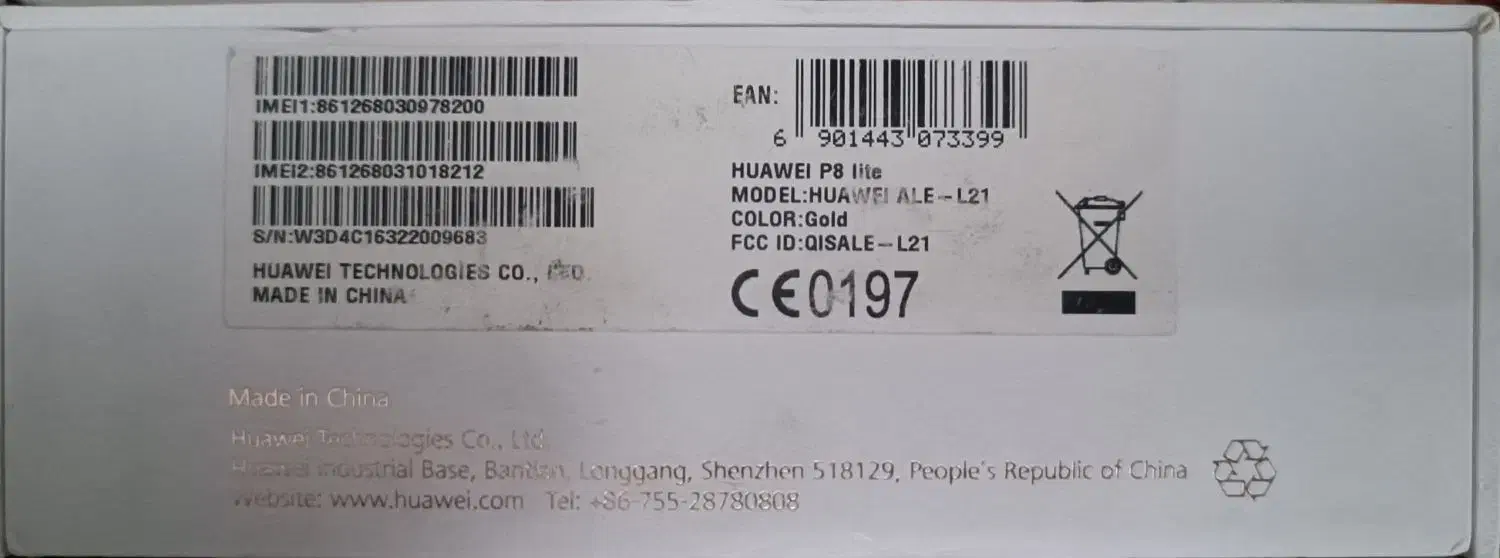 IMEI1:861268030978200
IMEI2:861268031018212
S/N:W3D4C16322009683
HUAWEI TECHNOLOGIES CO., LTD.
MADE IN CHINA
EAN:
6 901443 073399
HUAWEI P8 lite
MODEL:HUAWEI ALE-L21
COLOR:Gold
FCC ID:QISALE-L21
CE0197
Made in China
Huawei Technologies Co., Ltd.
Huawei Industrial Base, Bantian, Longgang, Shenzhen 518129, People's Republic of China
Website: www.huawei.com Tel: +86-755-28780808